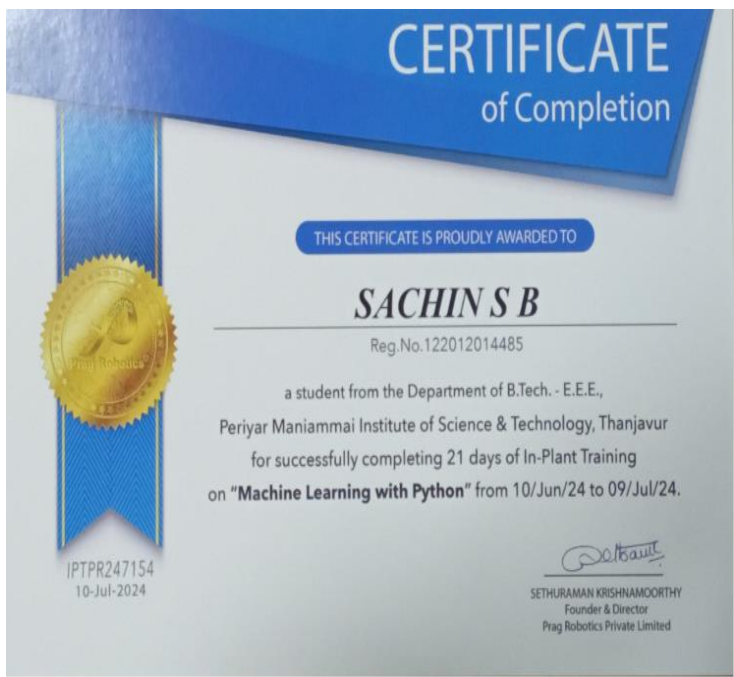 CERTIFICATE
of Completion
THIS CERTIFICATE IS PROUDLY AWARDED TO
SACHIN S B
Reg.No.122012014485
a student from the Department of B.Tech. - E.E.E.,
Periyar Maniammai Institute of Science & Technology, Thanjavur
for successfully completing 21 days of In-Plant Training
on “Machine Learning with Python” from 10/Jun/24 to 09/Jul/24.
Prag Robotics
IPTPR247154
10-Jul-2024
SETHURAMAN KRISHNAMOORTHY
Founder & Director
Prag Robotics Private Limited